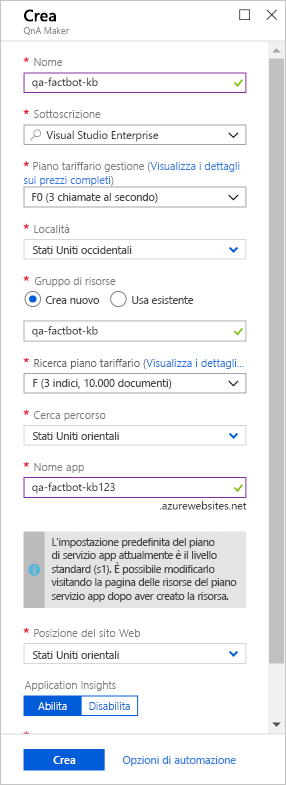 Crea
QnA Maker
* Nome
qa-factbot-kb
* Sottoscrizione
Visual Studio Enterprise
* Piano tariffario gestione (Visualizza i dettagli
sui prezzi completi)
F0 (3 chiamate al secondo)
* Località
Stati Uniti occidentali
* Gruppo di risorse
Crea nuovo Usa esistente
qa-factbot-kb
* Ricerca piano tariffario (Visualizza i dettagli...
F (3 indici, 10.000 documenti)
* Cerca percorso
Stati Uniti orientali
* Nome app
qa-factbot-kb123
.azurewebsites.net
L'impostazione predefinita del piano
di servizio app attualmente è il livello
standard (s1). È possibile modificarlo
visitando la pagina delle risorse del piano
servizio app dopo aver creato la risorsa.
* Posizione del sito Web
Stati Uniti orientali
Application Insights
Abilita Disabilita
*
Crea Opzioni di automazione